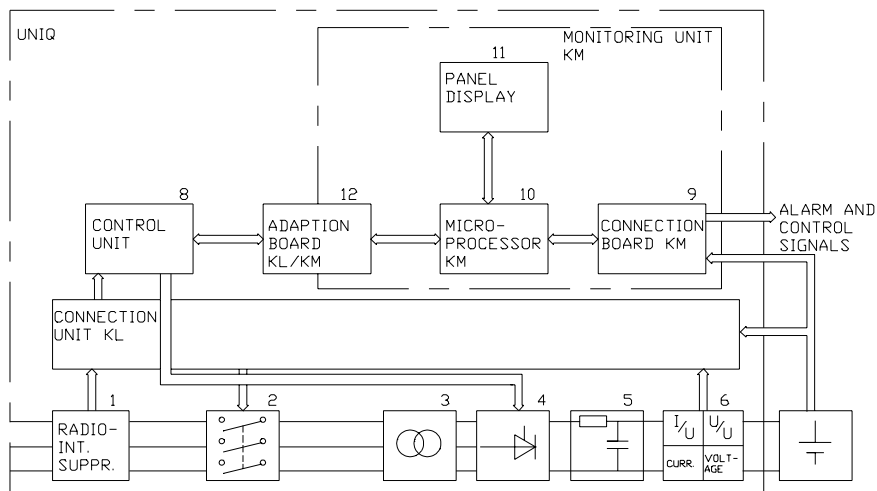 UNIQ
MONITORING UNIT
KM
11
PANEL
DISPLAY
8
CONTROL
UNIT
12
ADAPTION
BOARD
KL/KM
10
MICRO-
PROCESSOR
KM
9
CONNECTION
BOARD KM
ALARM AND
CONTROL
SIGNALS
CONNECTION
UNIT KL
1
RADIO-
INT.
SUPPR.
2
3
4
5
6
I/U
U/U
CURR.
VOLT-
AGE